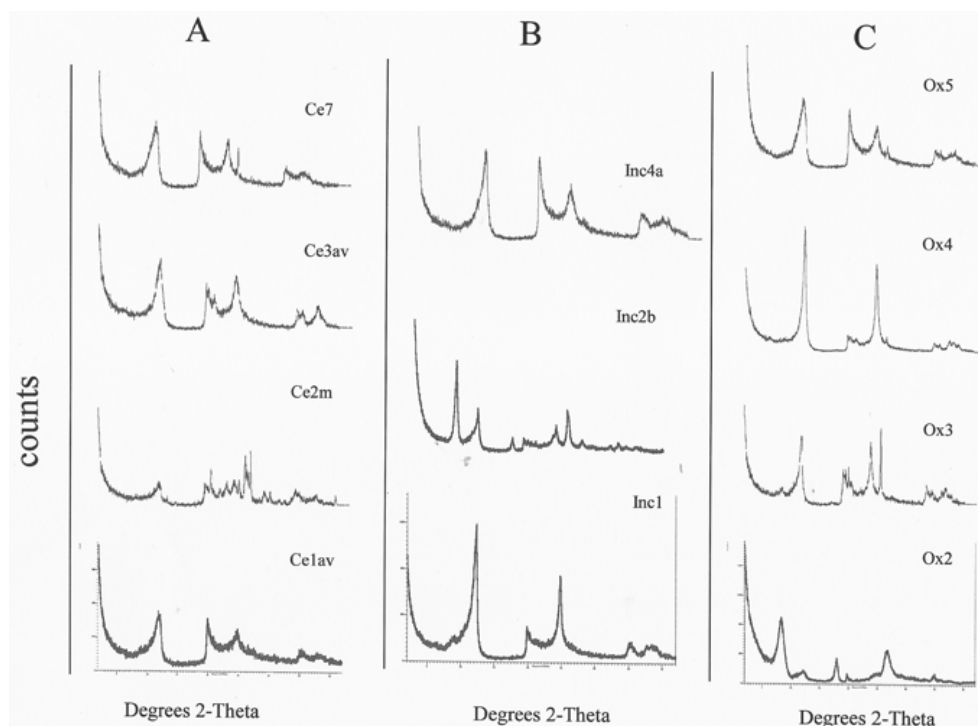 A
B
C
Ce7
Ce3av
Ce2m
Ce1av
Inc4a
Inc2b
Inc1
Ox5
Ox4
Ox3
Ox2
counts
Degrees 2-Theta
Degrees 2-Theta
Degrees 2-Theta